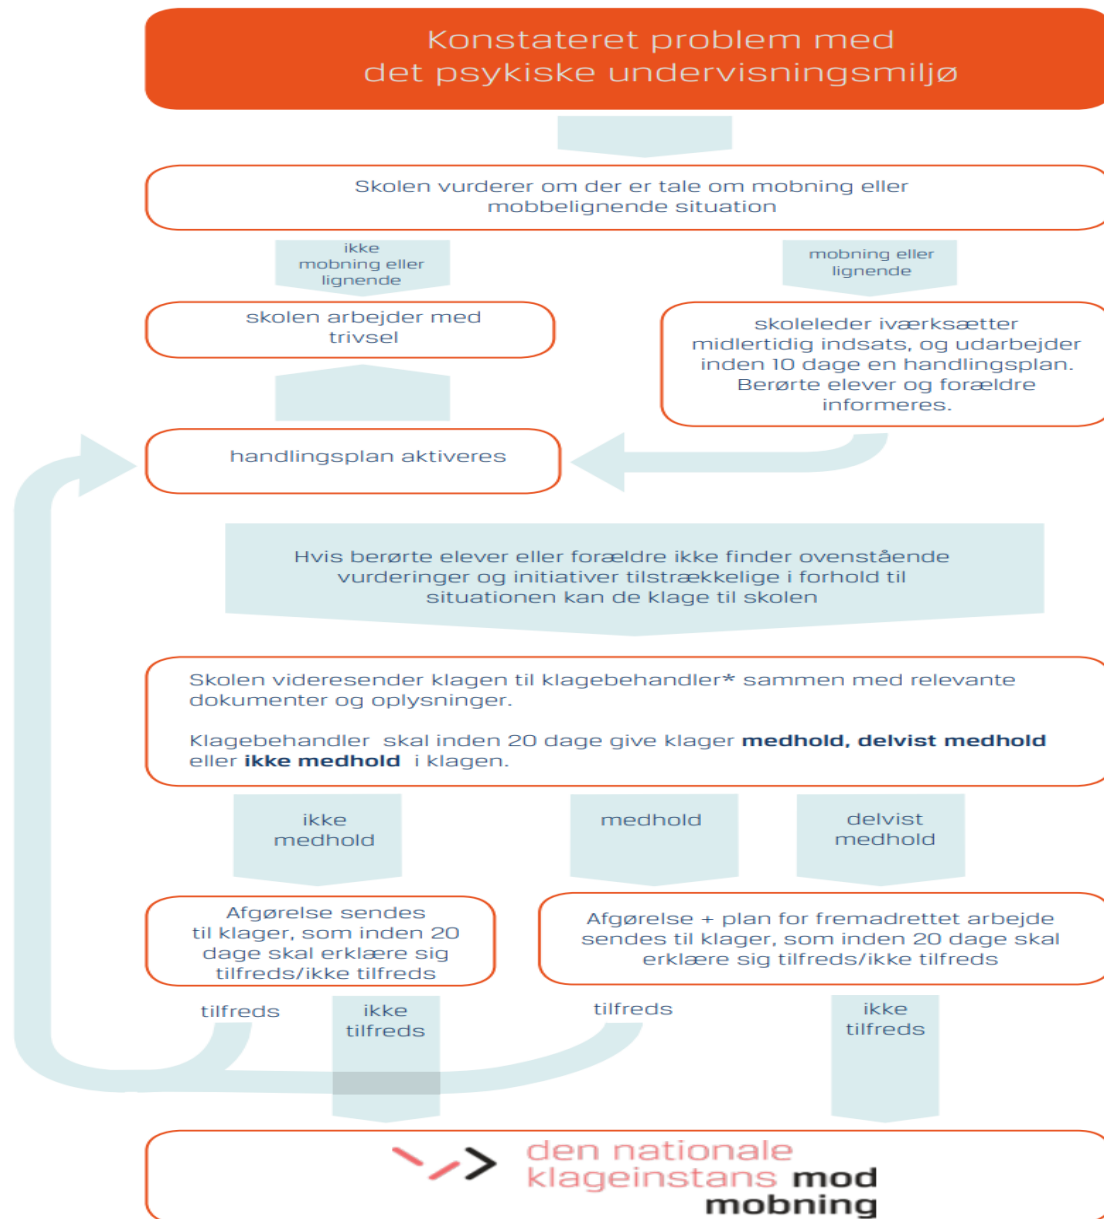 Konstateret problem med
det psykiske undervisningsmiljø
Skolen vurderer om der er tale om mobning eller
mobbelignende situation
ikke
mobning eller
lignende
mobning eller
lignende
skolen arbejder med
trivsel
skoleleder iværksætter
midlertidig indsats, og udarbejder
inden 10 dage en handlingsplan.
Berørte elever og forældre
informeres.
handlingsplan aktiveres
Hvis berørte elever eller forældre ikke finder ovenstående
vurderinger og initiativer tilstrækkelige i forhold til
situationen kan de klage til skolen
Skolen videresender klagen til klagebehandler* sammen med relevante
dokumenter og oplysninger.
Klagebehandler skal inden 20 dage give klager medhold, delvist medhold
eller ikke medhold i klagen.
ikke
medhold
medhold
delvist
medhold
Afgørelse sendes
til klager, som inden 20
dage skal erklære sig
tilfreds/ikke tilfreds
Afgørelse + plan for fremadrettet arbejde
sendes til klager, som inden 20 dage skal
erklære sig tilfreds/ikke tilfreds
tilfreds
ikke
tilfreds
tilfreds
ikke
tilfreds
den nationale
klageinstans mod
mobning